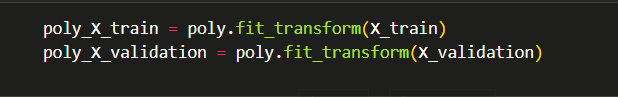 poly_X_train = poly.fit_transform(X_train)
poly_X_validation = poly.fit_transform(X_validation)